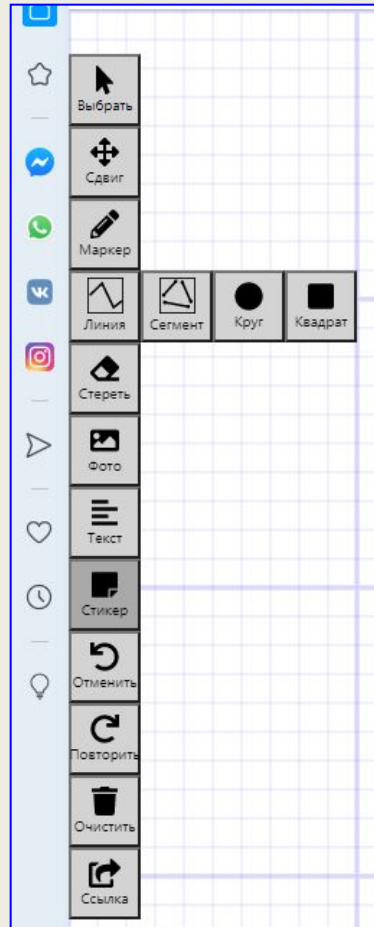 Выбрать
Сдвиг
Маркер
Линия
Сегмент
Круг
Квадрат
Стереть
Фото
Текст
Стикер
Отменить
Повторить
Очистить
Ссылка